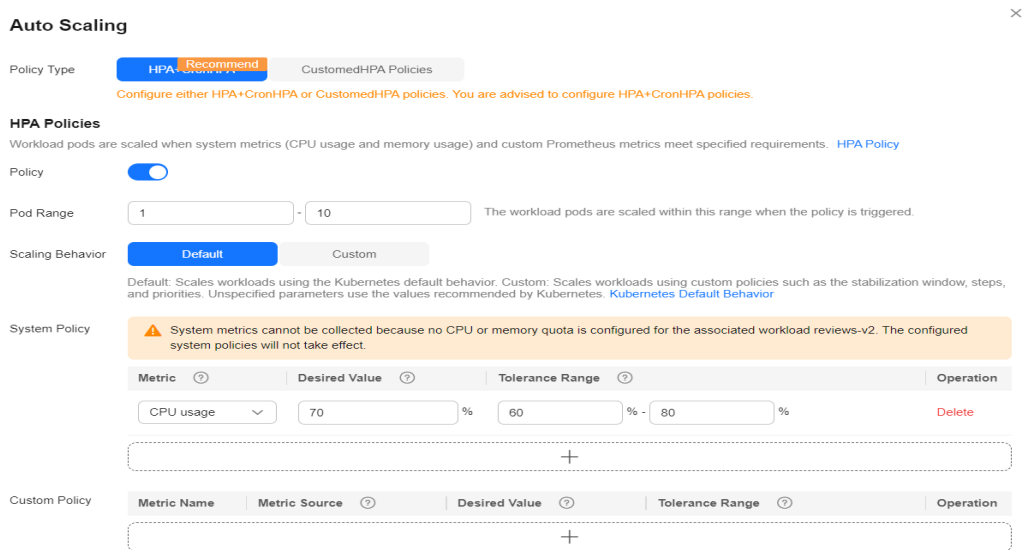 Auto Scaling
Policy Type
Recommend
CustomedHPA Policies
Configure either HPA+CronHPA or CustomedHPA policies. You are advised to configure HPA+CronHPA policies.
HPA Policies
Workload pods are scaled when system metrics (CPU usage and memory usage) and custom Prometheus metrics meet specified requirements. HPA Policy
Policy
Pod Range 1 - 10 The workload pods are scaled within this range when the policy is triggered.
Scaling Behavior Default Custom
Default: Scales workloads using the Kubernetes default behavior. Custom: Scales workloads using custom policies such as the stabilization window, steps,
and priorities. Unspecified parameters use the values recommended by Kubernetes. Kubernetes Default Behavior
System Policy System metrics cannot be collected because no CPU or memory quota is configured for the associated workload reviews-v2. The configured
system policies will not take effect.
Metric ? Desired Value ? Tolerance Range ? Operation
CPU usage 70 % 60 % - 80 % Delete
Custom Policy Metric Name Metric Source ? Desired Value ? Tolerance Range ? Operation